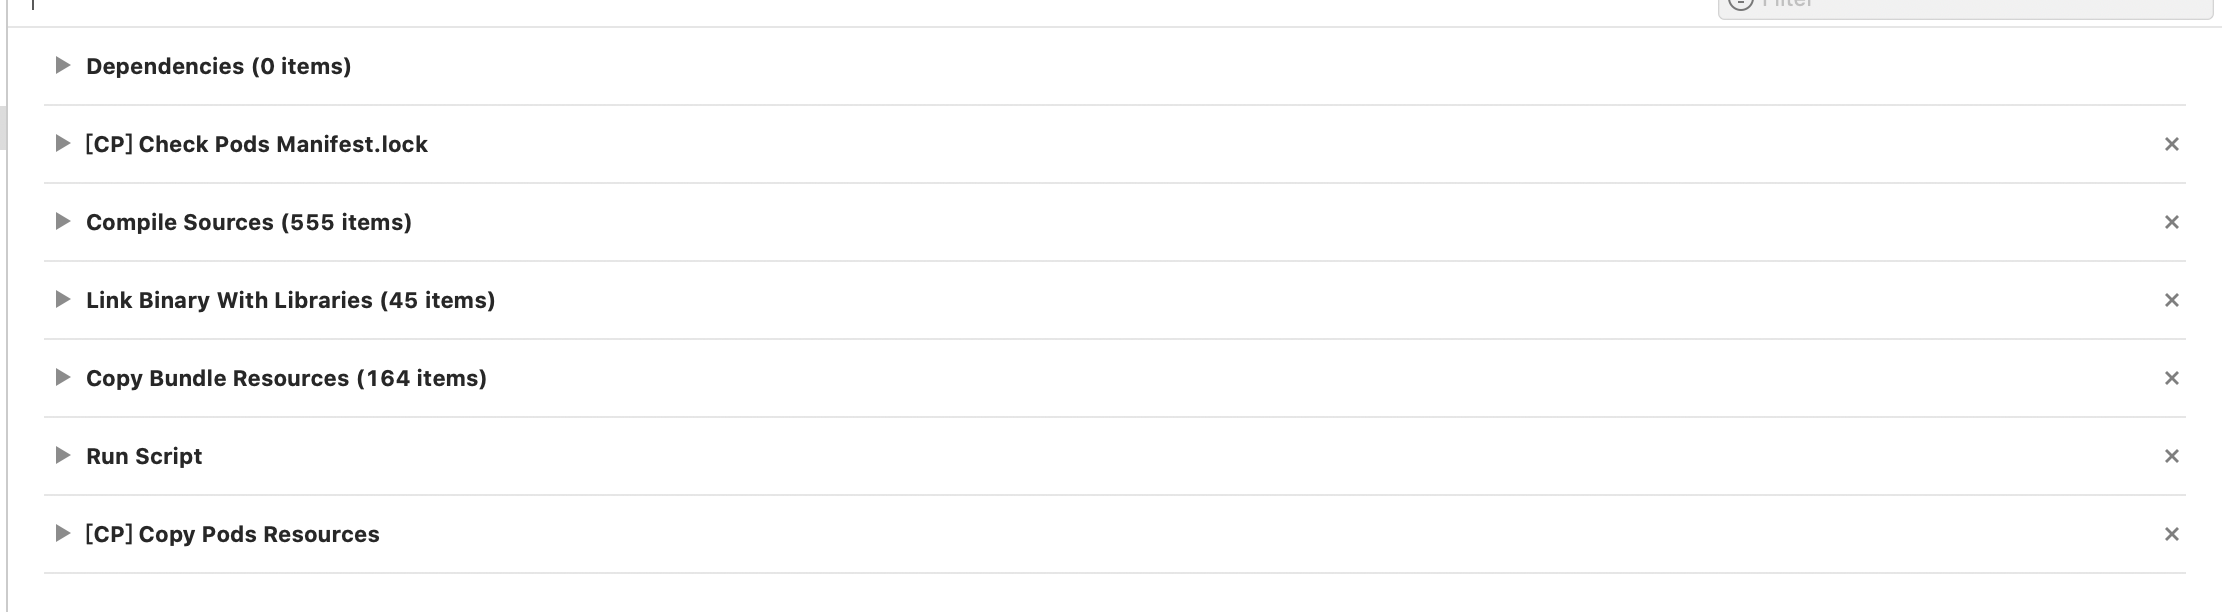 Filter
Dependencies (0 items)
[CP] Check Pods Manifest.lock
Compile Sources (555 items)
Link Binary With Libraries (45 items)
Copy Bundle Resources (164 items)
Run Script
[CP] Copy Pods Resources